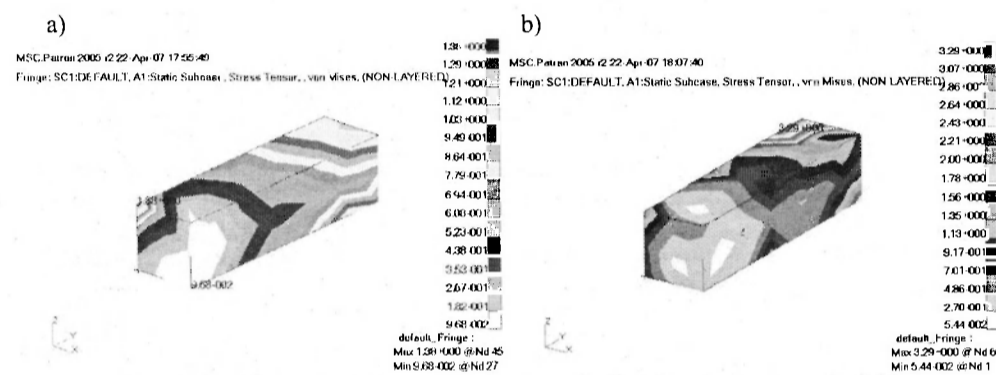 a)
MSC.Patran 2005 r2 22-Apr-07 17:55:49
Fringe: SC1:DEFAULT, A1:Static Subcase, Stress Tensor, , von Mises, (NON-LAYERED)
1.38+000
1.29+000
1.21+000
1.12+000
1.03+000
9.49-001
8.64-001
7.79-001
6.94-001
6.08-001
5.23-001
4.38-001
3.53-001
2.67-001
1.82-001
9.68-002
1.38+000
9.68-002
Z
Y
X
default_Fringe :
Max 1.38+000 @Nd 45
Min 9.68-002 @Nd 27
b)
MSC.Patran 2005 r2 22-Apr-07 18:07:40
Fringe: SC1:DEFAULT, A1:Static Subcase, Stress Tensor, , von Mises, (NON-LAYERED)
3.29+000
3.07+000
2.86+000
2.64+000
2.43+000
2.21+000
2.00+000
1.78+000
1.56+000
1.35+000
1.13+000
9.17-001
7.01-001
4.86-001
2.70-001
5.44-002
3.29+000
Z
Y
X
default_Fringe :
Max 3.29+000 @Nd 6
Min 5.44-002 @Nd 1